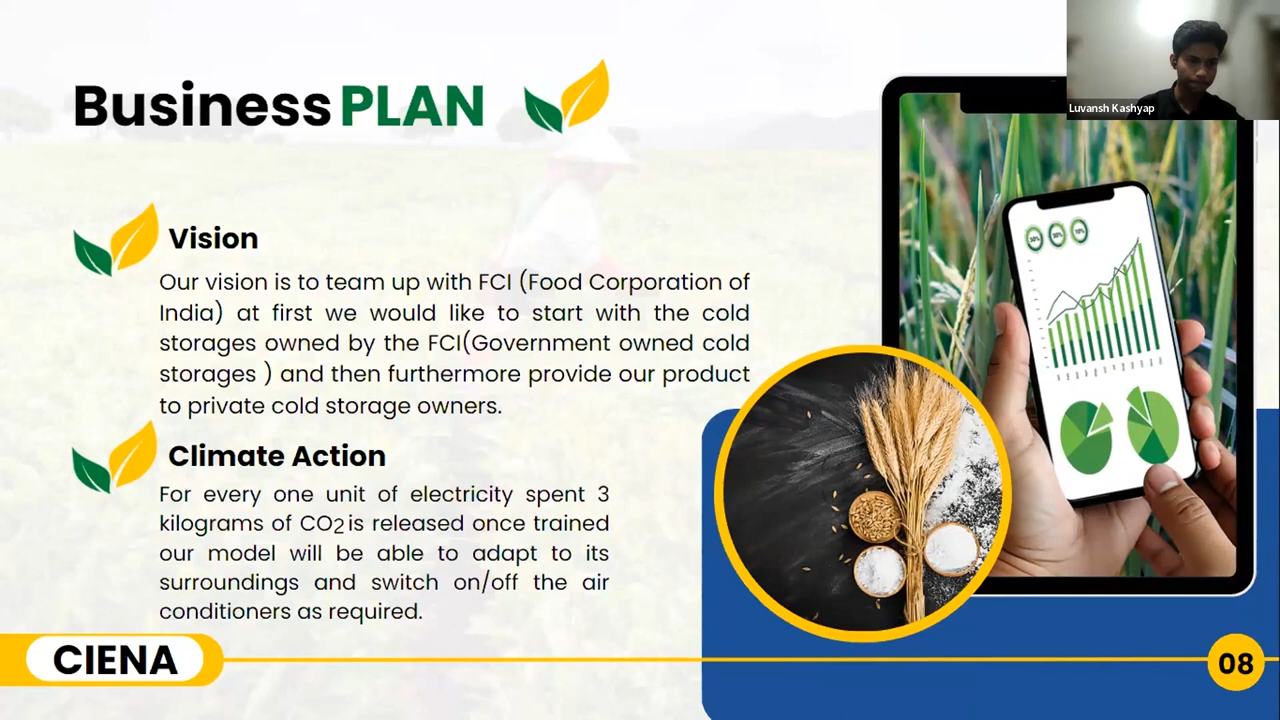 Business PLAN
Luvansh Kashyap
Vision
Our vision is to team up with FCI (Food Corporation of
India) at first we would like to start with the cold
storages owned by the FCI(Government owned cold
storages ) and then furthermore provide our product
to private cold storage owners.
Climate Action
For every one unit of electricity spent 3
kilograms of CO2 is released once trained
our model will be able to adapt to its
surroundings and switch on/off the air
conditioners as required.
CIENA
08